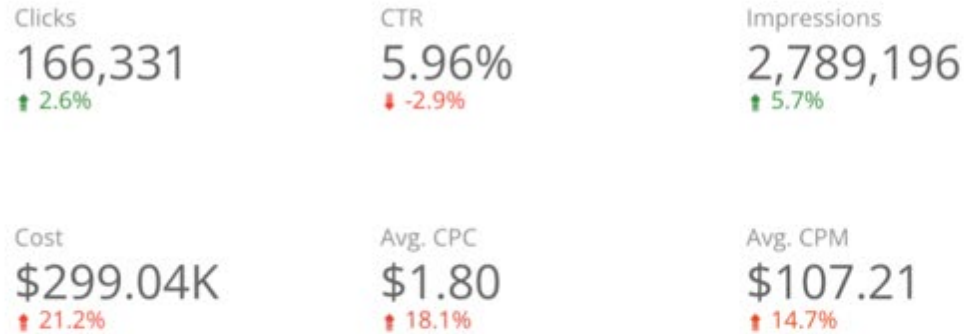 Clicks
166,331
2.6%
CTR
5.96%
-2.9%
Impressions
2,789,196
5.7%
Cost
$299.04K
21.2%
Avg. CPC
$1.80
18.1%
Avg. CPM
$107.21
14.7%